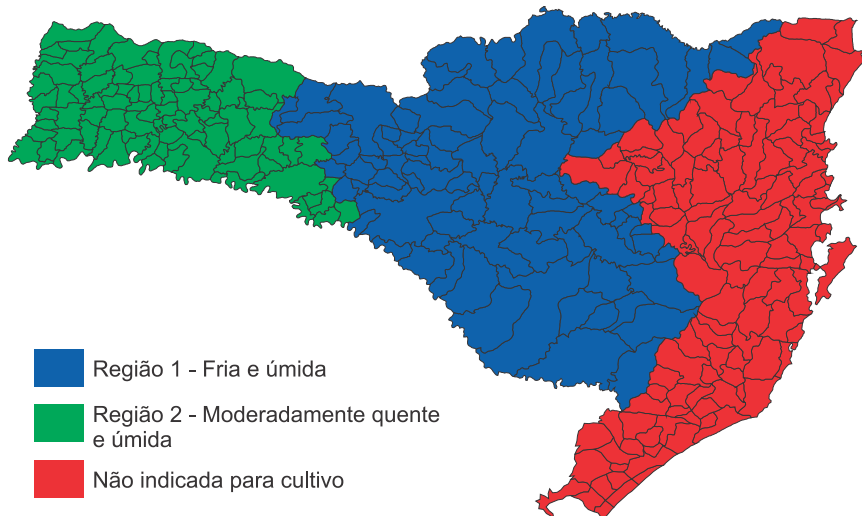 Região 1 - Fria e úmida
Região 2 - Moderadamente quente
e úmida
Não indicada para cultivo